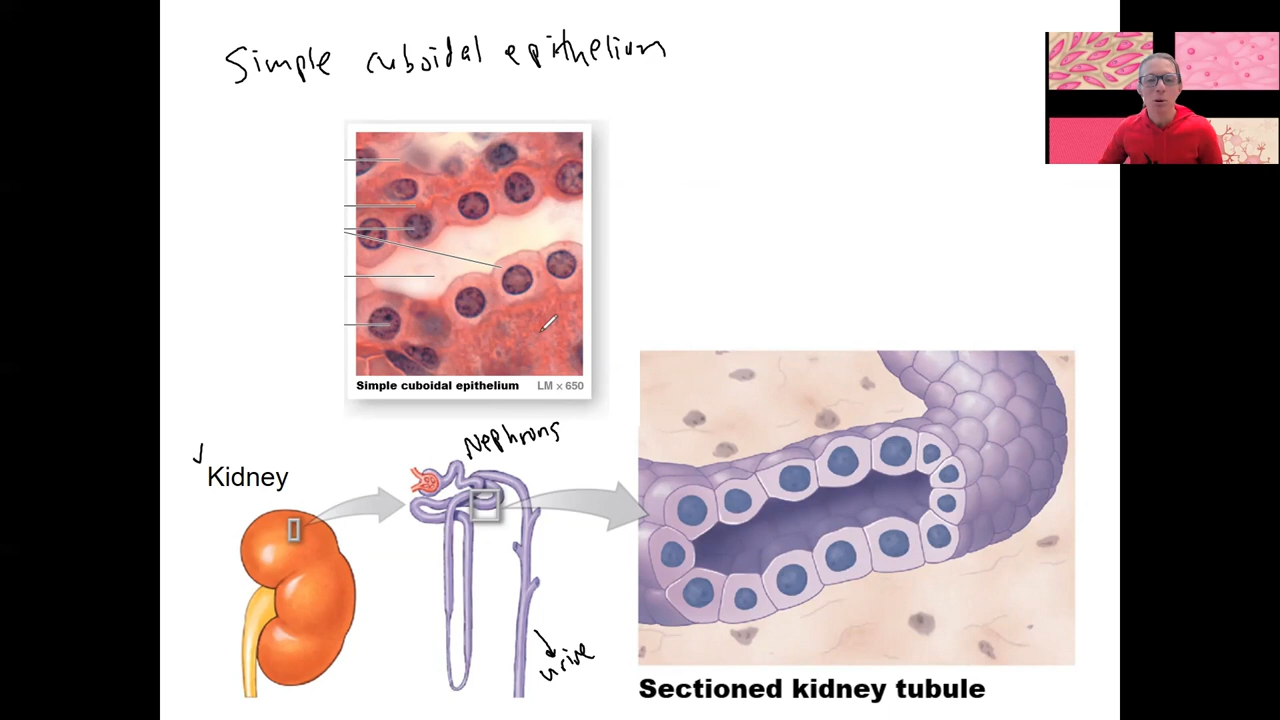 Simple cuboidal epithelium
Simple cuboidal epithelium LM x 650
Nephrons
Kidney
urine
Sectioned kidney tubule